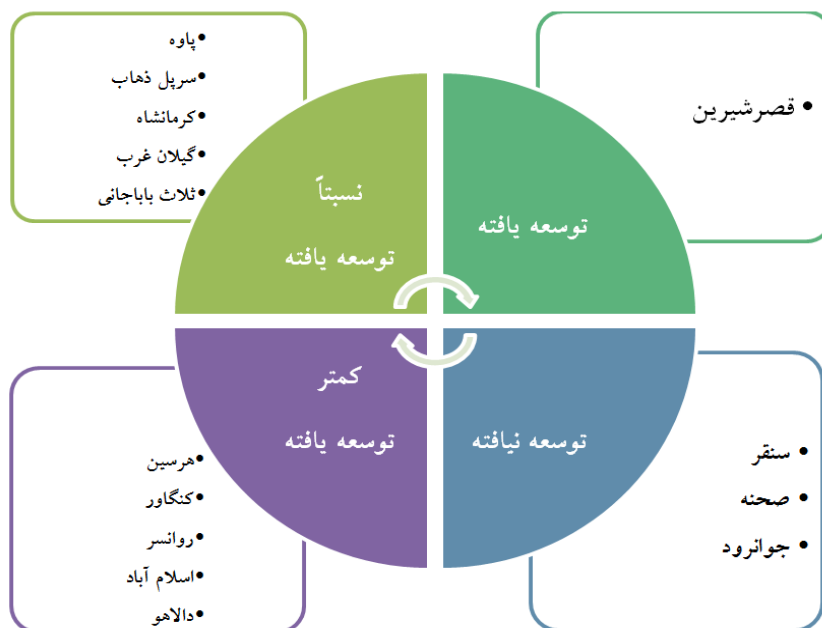 •قصرشیرین
توسعه یافته
•پاوه
•سرپل ذهاب
•کرمانشاه
•گیلان غرب
•ثلاث باباجانی
نسبتاً
توسعه یافته
توسعه نیافته
•سنقر
•صحنه
•جوانرود
کمتر
توسعه یافته
•هرسین
•کنگاور
•روانسر
•اسلام آباد
•دالاهو